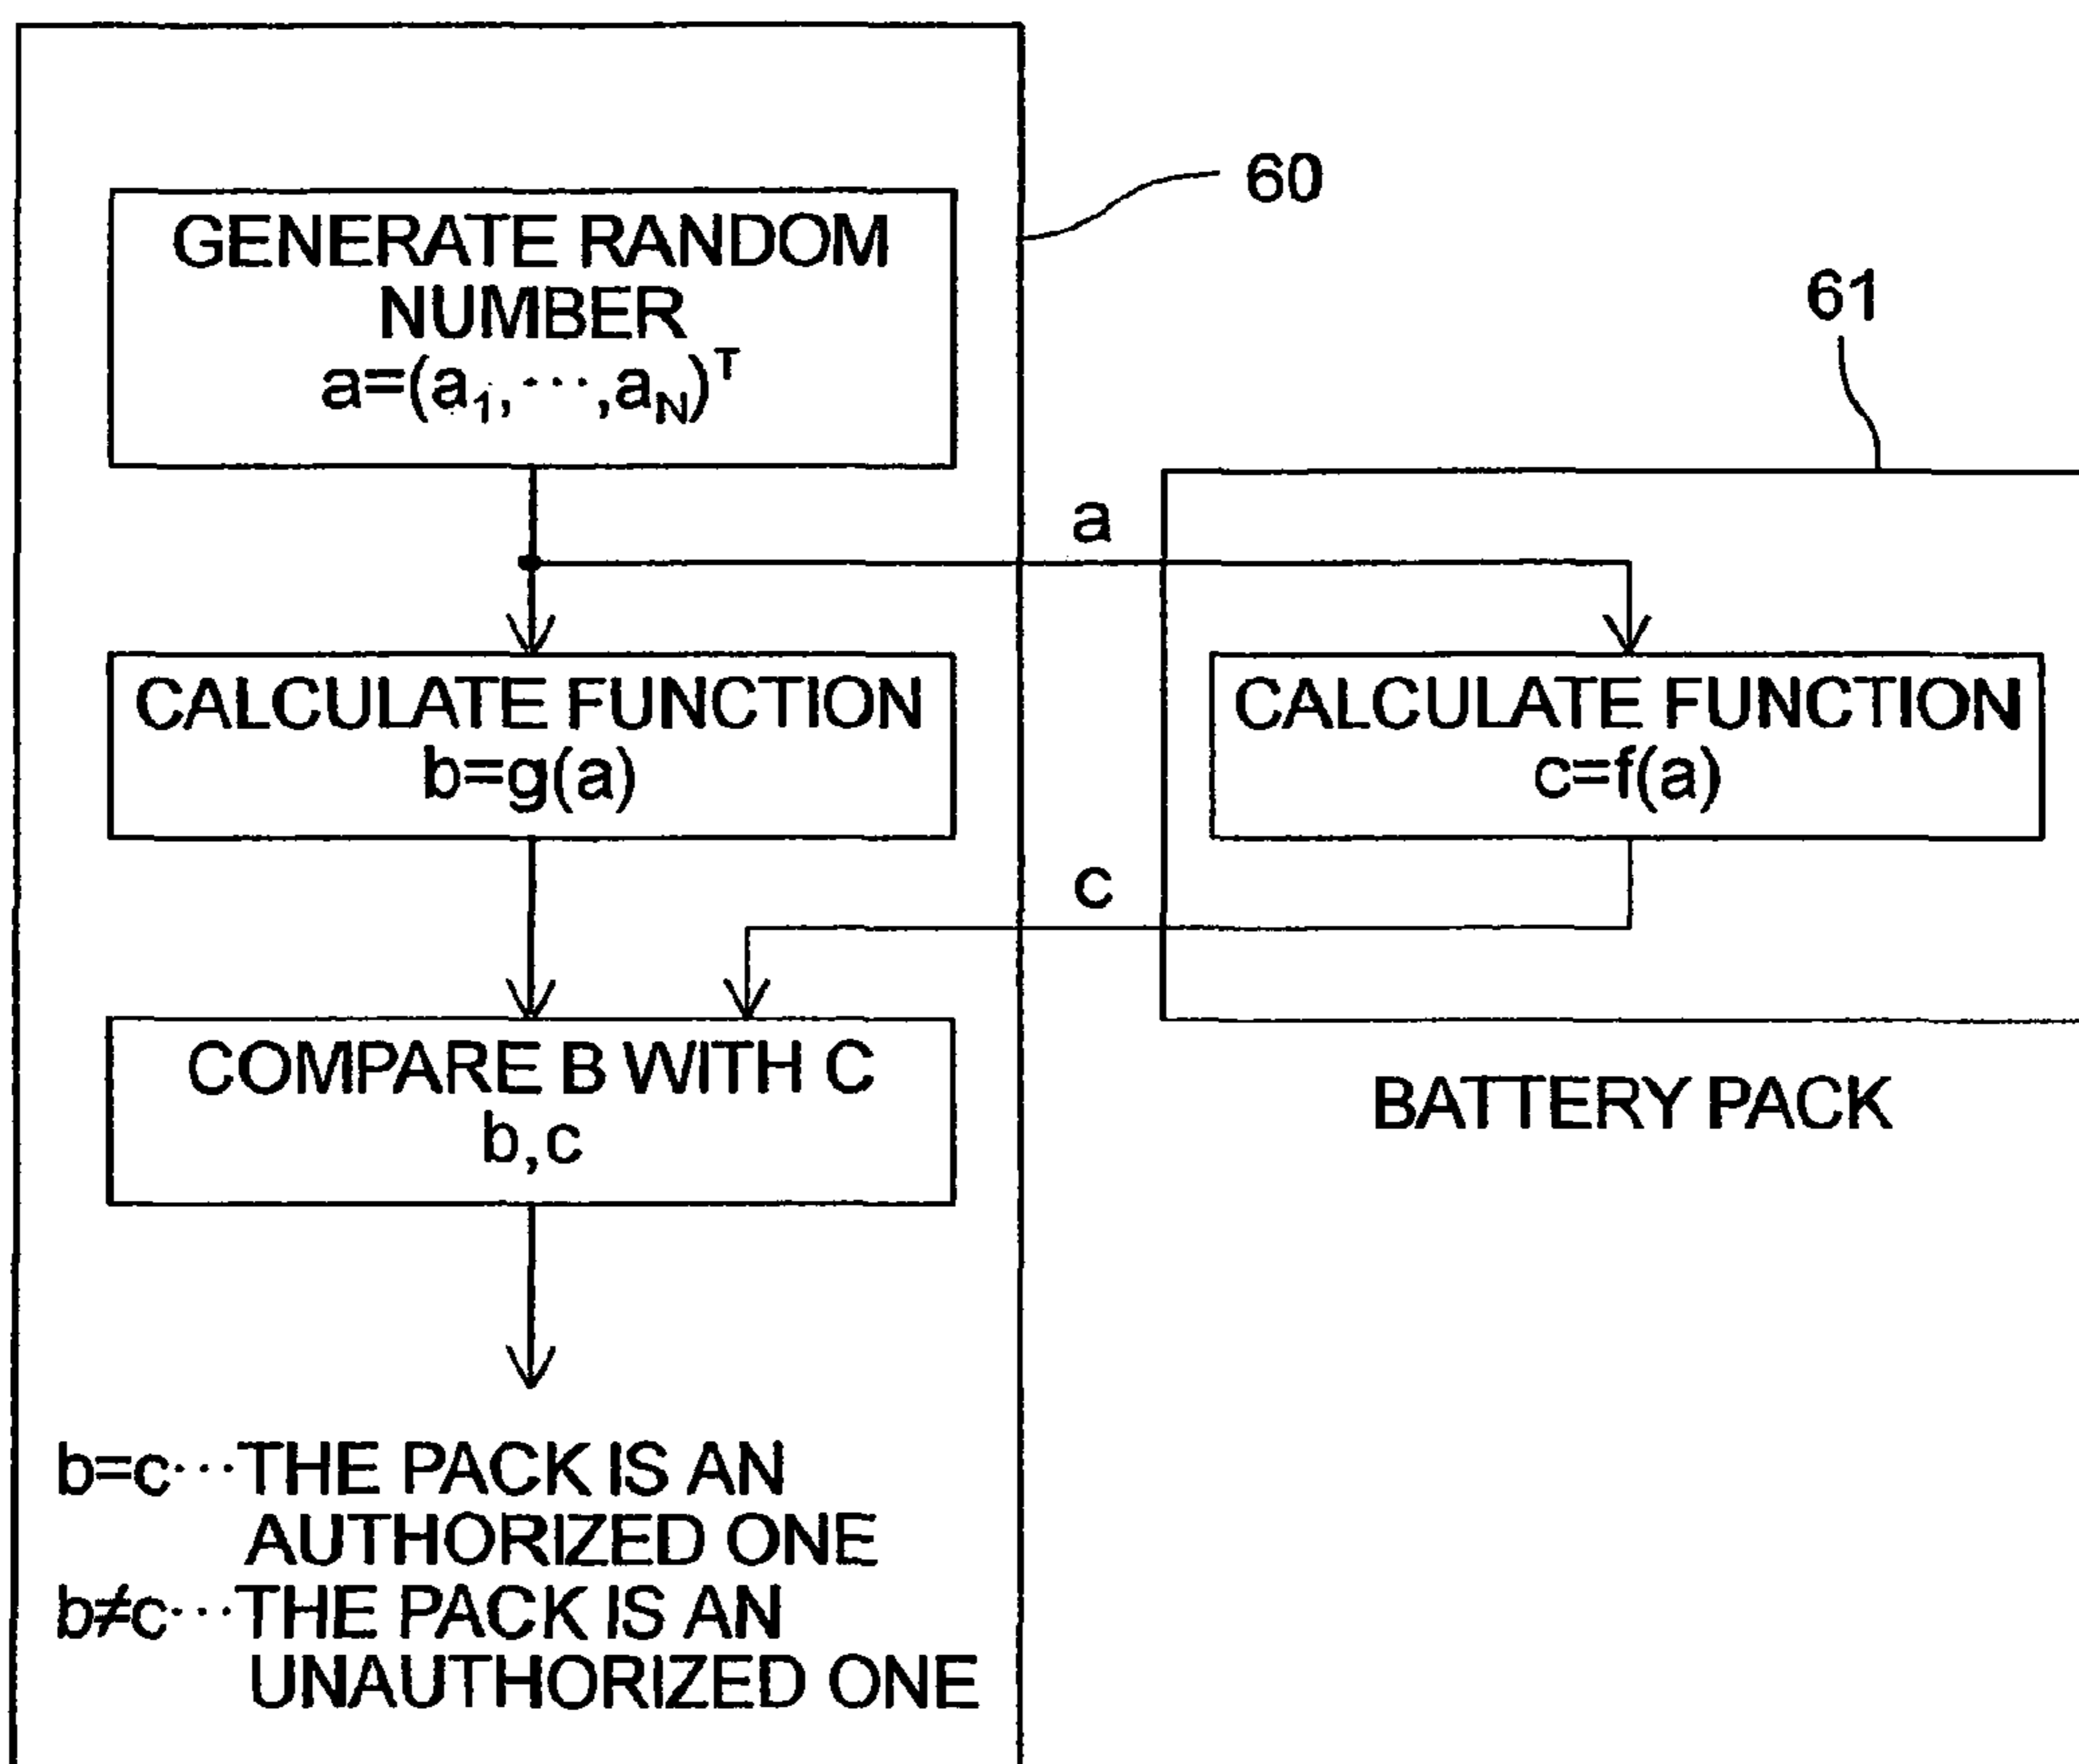 60
GENERATE RANDOM
NUMBER
a=(a₁,···,a_N)ᵀ
61
a
CALCULATE FUNCTION
b=g(a)
CALCULATE FUNCTION
c=f(a)
c
COMPARE B WITH C
b,c
BATTERY PACK
b=c···THE PACK IS AN
AUTHORIZED ONE
b≠c···THE PACK IS AN
UNAUTHORIZED ONE